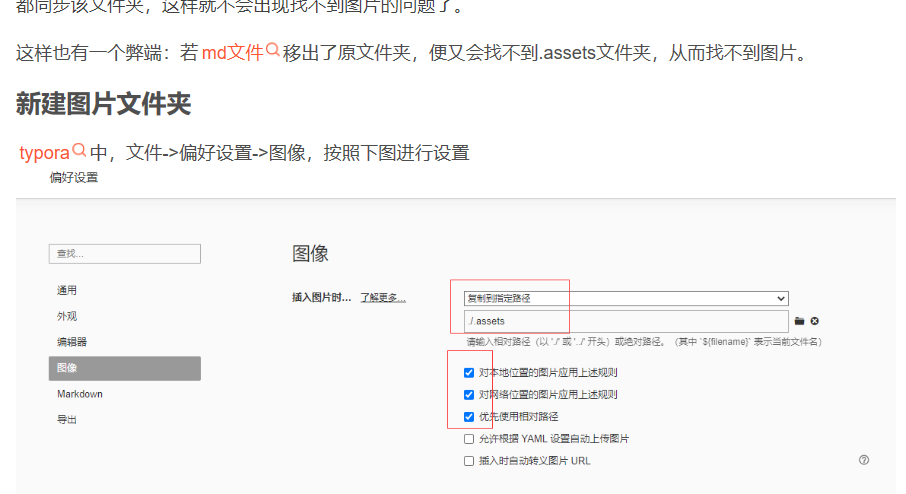 都同步该文件夹，这样就不会出现找不到图片的问题了。
这样也有一个弊端：若 md文件 移出了原文件夹，便又会找不到.assets文件夹，从而找不到图片。
新建图片文件夹
typora 中，文件->偏好设置->图像，按照下图进行设置
偏好设置
查找...
通用
外观
编辑器
图像
Markdown
导出
图像
插入图片时... 了解更多...
复制到指定路径
./.assets
请输入相对路径（以 './' 或 '../' 开头）或绝对路径。（其中 `${filename}` 表示当前文件名）
对本地位置的图片应用上述规则
对网络位置的图片应用上述规则
优先使用相对路径
允许根据 YAML 设置自动上传图片
插入时自动转义图片 URL